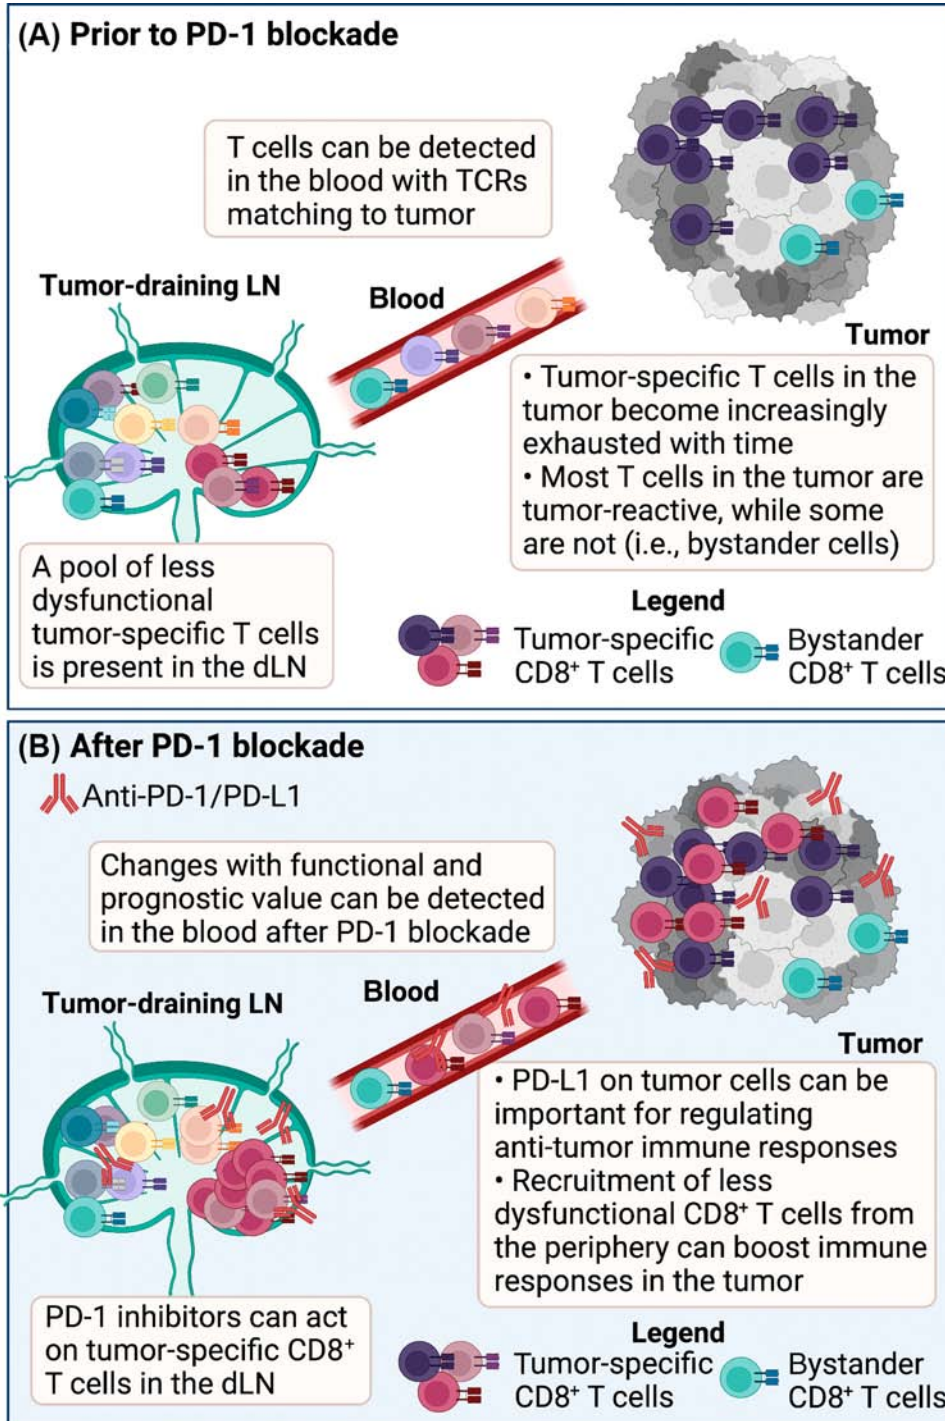 (A) Prior to PD-1 blockade
T cells can be detected
in the blood with TCRs
matching to tumor
Tumor-draining LN
Blood
Tumor
• Tumor-specific T cells in the
tumor become increasingly
exhausted with time
• Most T cells in the tumor are
tumor-reactive, while some
are not (i.e., bystander cells)
A pool of less
dysfunctional
tumor-specific T cells
is present in the dLN
Legend
Tumor-specific
CD8⁺ T cells
Bystander
CD8⁺ T cells
(B) After PD-1 blockade
Anti-PD-1/PD-L1
Changes with functional and
prognostic value can be detected
in the blood after PD-1 blockade
Tumor-draining LN
Blood
Tumor
• PD-L1 on tumor cells can be
important for regulating
anti-tumor immune responses
• Recruitment of less
dysfunctional CD8⁺ T cells from
the periphery can boost immune
responses in the tumor
PD-1 inhibitors can act
on tumor-specific CD8⁺
T cells in the dLN
Legend
Tumor-specific
CD8⁺ T cells
Bystander
CD8⁺ T cells